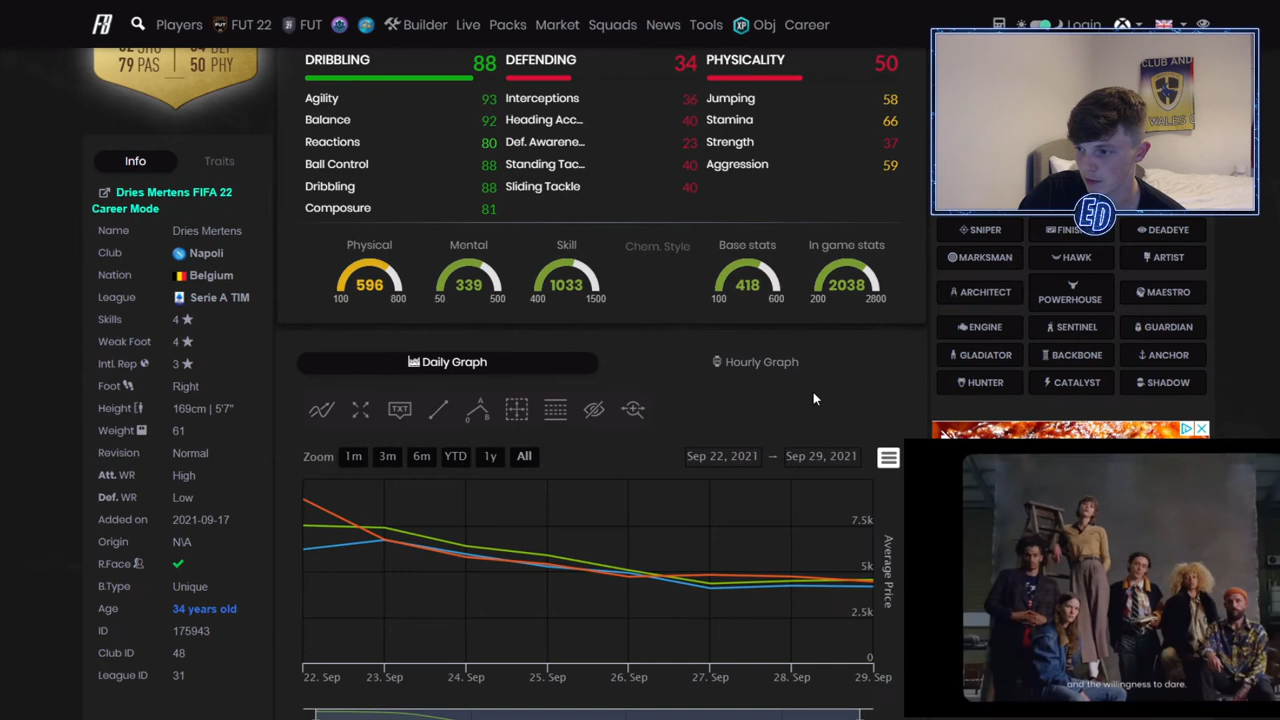 FB Players FUT 22 FUT Builder Live Packs Market Squads News Tools XP Obj Career Login
79 PAS 50 PHY
DRIBBLING 88 DEFENDING 34 PHYSICALITY 50
Agility 93 Interceptions 36 Jumping 58
Balance 92 Heading Acc... 40 Stamina 66
Reactions 80 Def. Awarene... 23 Strength 37
Ball Control 88 Standing Tac... 40 Aggression 59
Dribbling 88 Sliding Tackle 40
Composure 81
Physical Mental Skill Chem. Style Base stats In game stats
596 339 1033 418 2038
100 800 50 500 400 1500 100 600 200 2800
Info Traits
Dries Mertens FIFA 22
Career Mode
Name Dries Mertens
Club Napoli
Nation Belgium
League Serie A TIM
Skills 4 ★
Weak Foot 4 ★
Intl. Rep 3 ★
Foot Right
Height 169cm | 5'7"
Weight 61
Revision Normal
Att. WR High
Def. WR Low
Added on 2021-09-17
Origin N\A
R.Face
B.Type Unique
Age 34 years old
ID 175943
Club ID 48
League ID 31
Daily Graph Hourly Graph
TXT A 0 B
Zoom 1m 3m 6m YTD 1y All Sep 22, 2021 → Sep 29, 2021
7.5k
5k
2.5k
0
Average Price
22. Sep 23. Sep 24. Sep 25. Sep 26. Sep 27. Sep 28. Sep 29. Sep
CLUB AND
WALES
ED
SNIPER DEADEYE
MARKSMAN HAWK ARTIST
ARCHITECT POWERHOUSE MAESTRO
ENGINE SENTINEL GUARDIAN
GLADIATOR BACKBONE ANCHOR
HUNTER CATALYST SHADOW
and the willingness to dare.